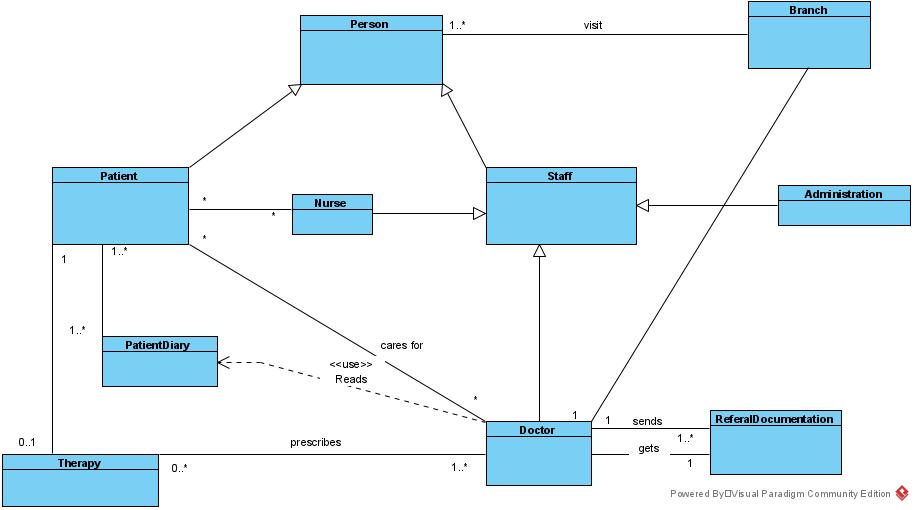 Person
1..*
visit
Branch
Patient
*
*
Nurse
Staff
Administration
*
1
1..*
1..*
PatientDiary
cares for
<<use>>
Reads
*
1
Doctor
1
sends
1..*
ReferalDocumentation
gets
1
0..1
Therapy
0..*
prescribes
1..*
Powered By□Visual Paradigm Community Edition